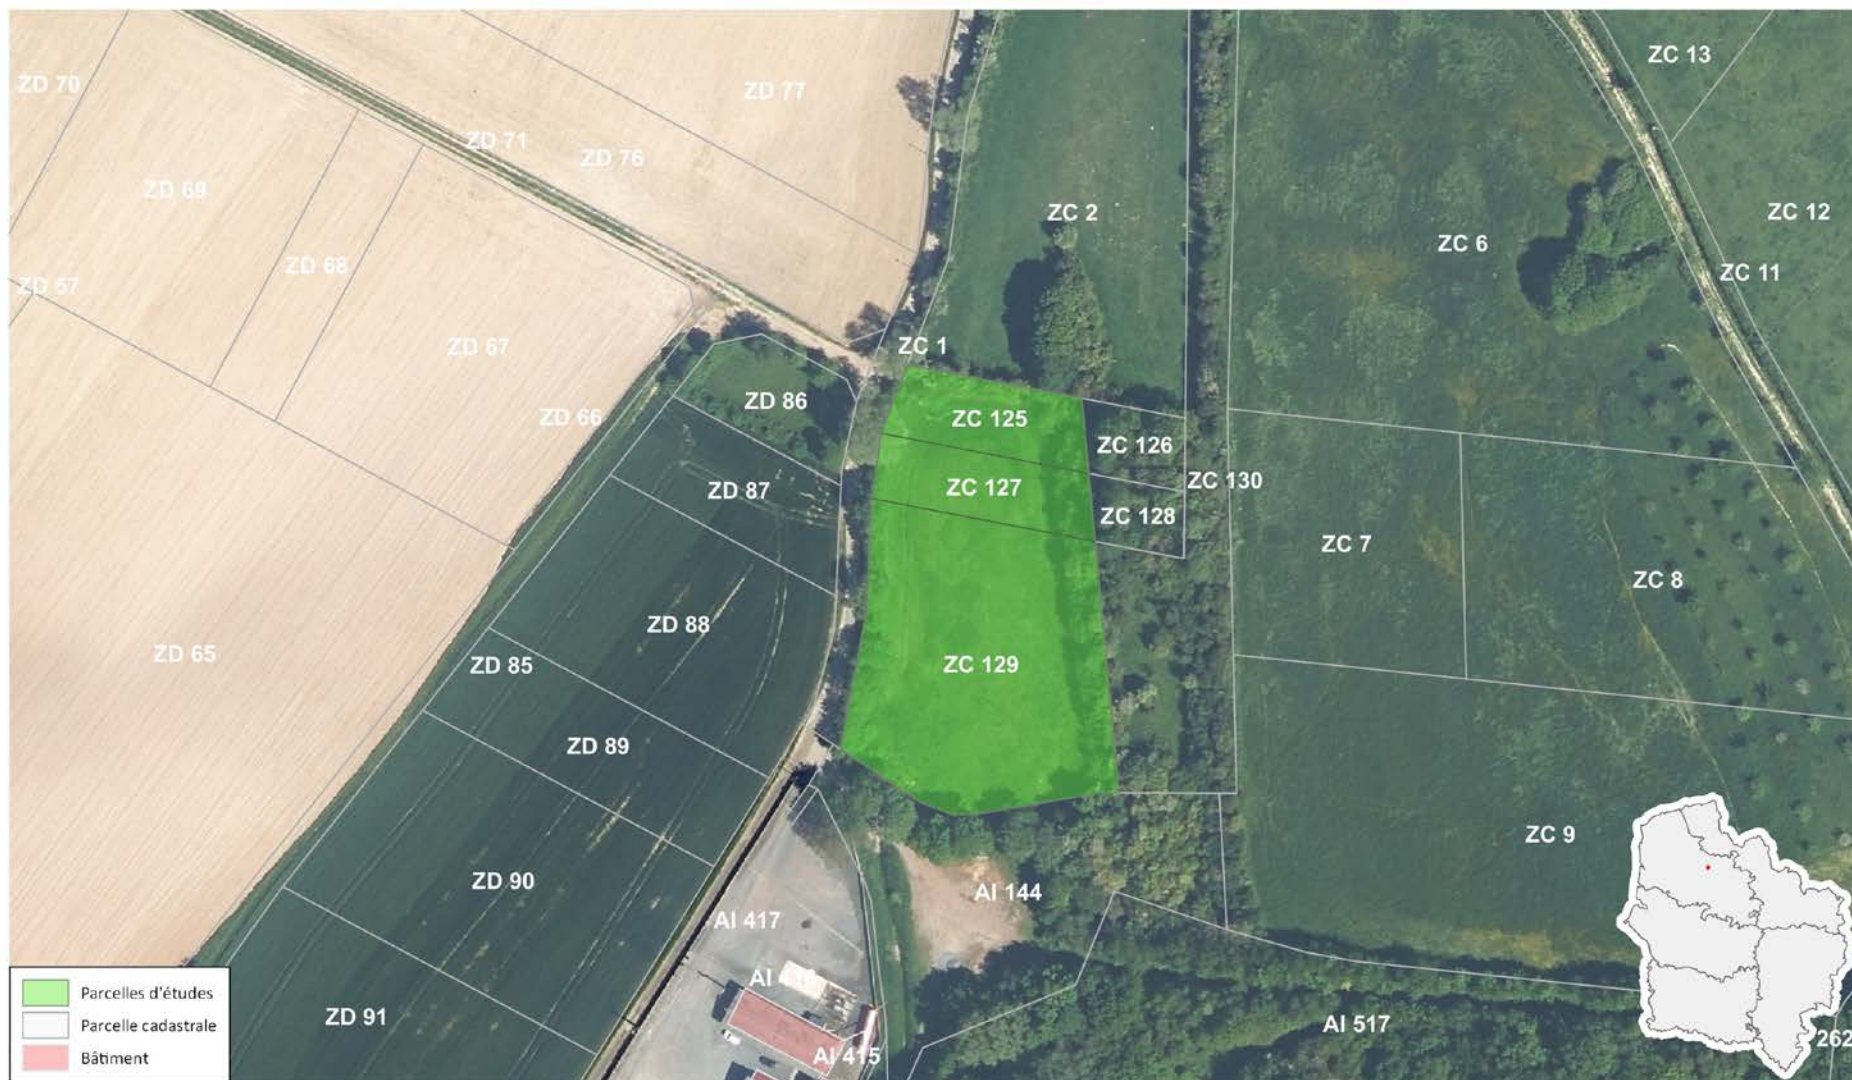 ZC 13
ZD 70
ZD 77
ZD 71
ZD 76
ZD 69
ZC 12
ZC 2
ZC 6
ZD 68
ZC 11
ZD 57
ZD 67
ZC 1
ZD 86
ZD 66
ZC 125
ZC 126
ZC 130
ZD 87
ZC 127
ZC 128
ZC 7
ZC 8
ZD 88
ZD 65
ZD 85
ZC 129
ZD 89
ZC 9
ZD 90
AI 144
AI 417
AI
ZD 91
AI 517
AI 415
262
Parcelles d'études
Parcelle cadastrale
Bâtiment